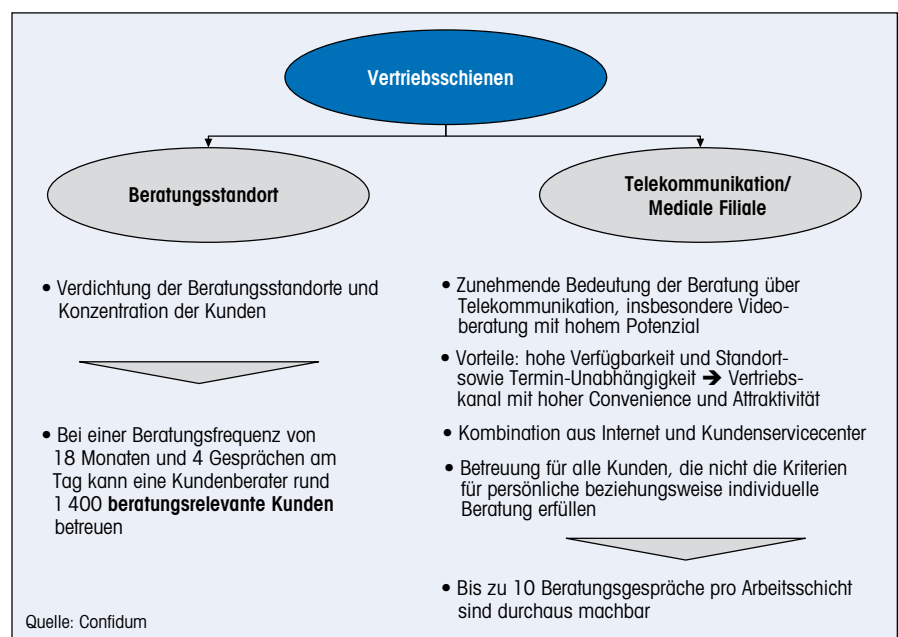 Vertriebsschienen
Beratungsstandort
Telekommunikation/
Mediale Filiale
• Verdichtung der Beratungsstandorte und
Konzentration der Kunden
• Bei einer Beratungsfrequenz von
18 Monaten und 4 Gesprächen am
Tag kann eine Kundenberater rund
1 400 beratungsrelevante Kunden
betreuen
• Zunehmende Bedeutung der Beratung über
Telekommunikation, insbesondere Video-
beratung mit hohem Potenzial
• Vorteile: hohe Verfügbarkeit und Standort-
sowie Termin-Unabhängigkeit ➔ Vertriebs-
kanal mit hoher Convenience und Attraktivität
• Kombination aus Internet und Kundenservicecenter
• Betreuung für alle Kunden, die nicht die Kriterien
für persönliche beziehungsweise individuelle
Beratung erfüllen
• Bis zu 10 Beratungsgespräche pro Arbeitsschicht
sind durchaus machbar
Quelle: Confidum